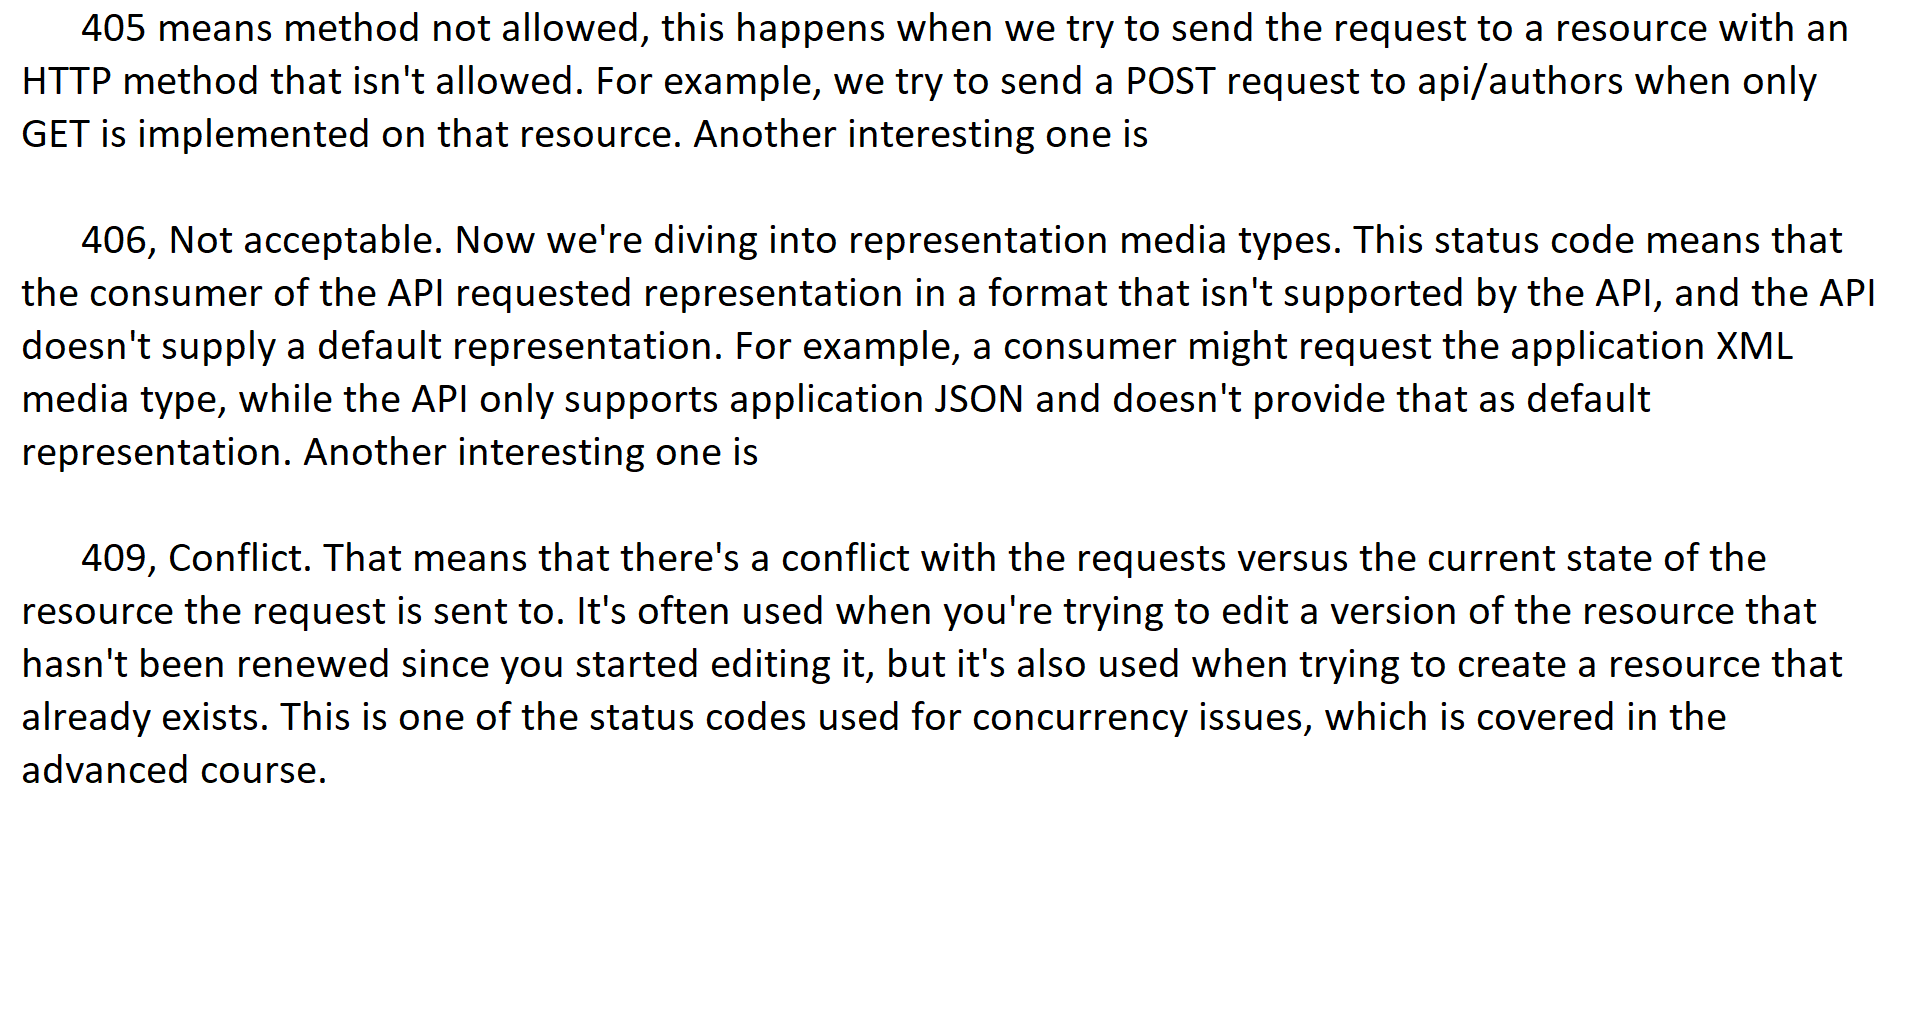 405 means method not allowed, this happens when we try to send the request to a resource with an
HTTP method that isn't allowed. For example, we try to send a POST request to api/authors when only
GET is implemented on that resource. Another interesting one is
406, Not acceptable. Now we're diving into representation media types. This status code means that
the consumer of the API requested representation in a format that isn't supported by the API, and the API
doesn't supply a default representation. For example, a consumer might request the application XML
media type, while the API only supports application JSON and doesn't provide that as default
representation. Another interesting one is
409, Conflict. That means that there's a conflict with the requests versus the current state of the
resource the request is sent to. It's often used when you're trying to edit a version of the resource that
hasn't been renewed since you started editing it, but it's also used when trying to create a resource that
already exists. This is one of the status codes used for concurrency issues, which is covered in the
advanced course.